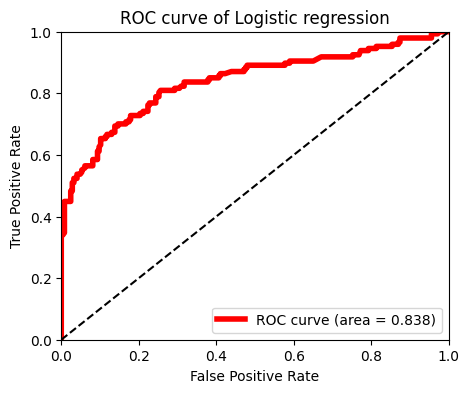 ROC curve of Logistic regression
True Positive Rate
1.0
0.8
0.6
0.4
0.2
0.0
ROC curve (area = 0.838)
0.0 0.2 0.4 0.6 0.8 1.0
False Positive Rate